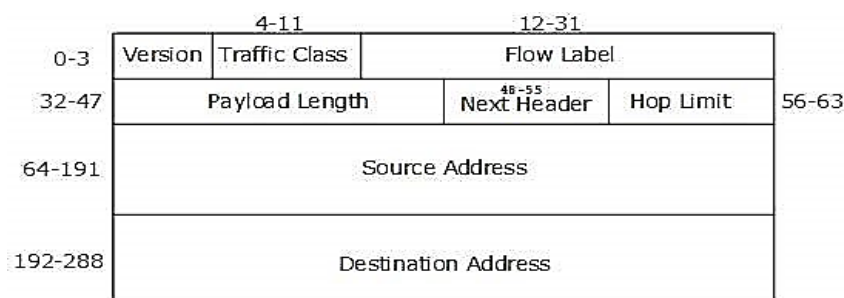 4-11 12-31
0-3 Version Traffic Class Flow Label
48-55
32-47 Payload Length Next Header Hop Limit 56-63
64-191 Source Address
192-288 Destination Address